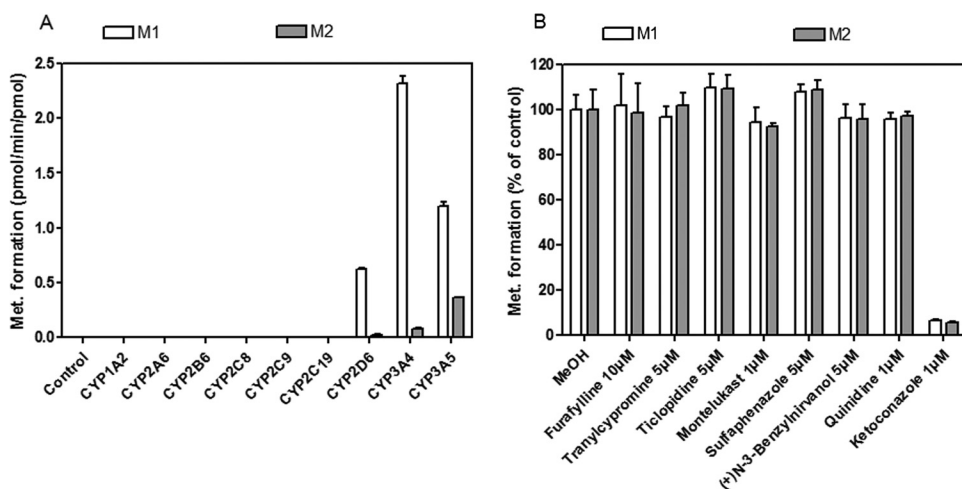 A
M1
M2
Met. formation (pmol/min/pmol)
2.5
2.0
1.5
1.0
0.5
0.0
Control
CYP1A2
CYP2A6
CYP2B6
CYP2C8
CYP2C9
CYP2C19
CYP2D6
CYP3A4
CYP3A5
B
M1
M2
Met. formation (% of control)
120
100
80
60
40
20
0
MeOH
Furafylline 10µM
Tranylcypromine 5µM
Ticlopidine 5µM
Montelukast 1µM
Sulfaphenazole 5µM
(+)N-3-Benzylnirvanol 5µM
Quinidine 1µM
Ketoconazole 1µM